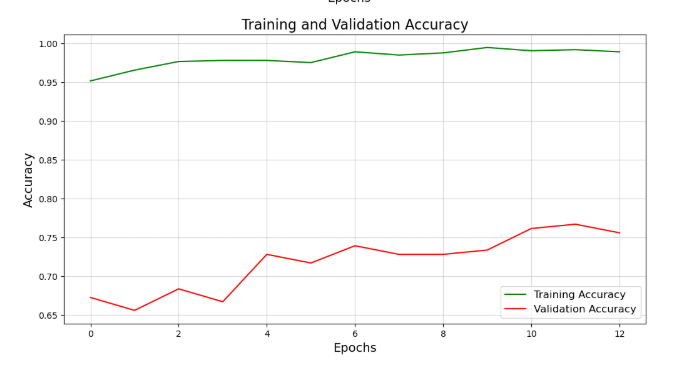 Epochs
Training and Validation Accuracy
1.00
0.95
0.90
0.85
0.80
0.75
0.70
0.65
Accuracy
Training Accuracy
Validation Accuracy
0 2 4 6 8 10 12
Epochs